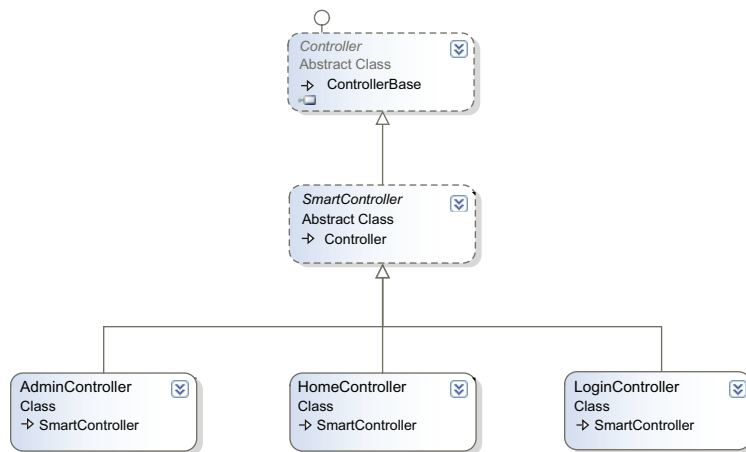 Controller
Abstract Class
ControllerBase
SmartController
Abstract Class
Controller
AdminController
Class
SmartController
HomeController
Class
SmartController
LoginController
Class
SmartController